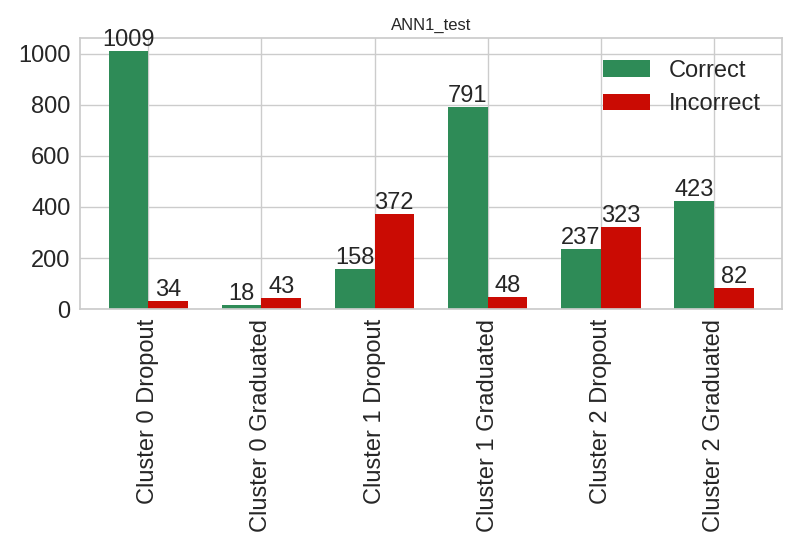 ANN1_test
1000
800
600
400
200
0
1009
34
18
43
158
372
791
48
237
323
423
82
Correct
Incorrect
Cluster 0 Dropout
Cluster 0 Graduated
Cluster 1 Dropout
Cluster 1 Graduated
Cluster 2 Dropout
Cluster 2 Graduated